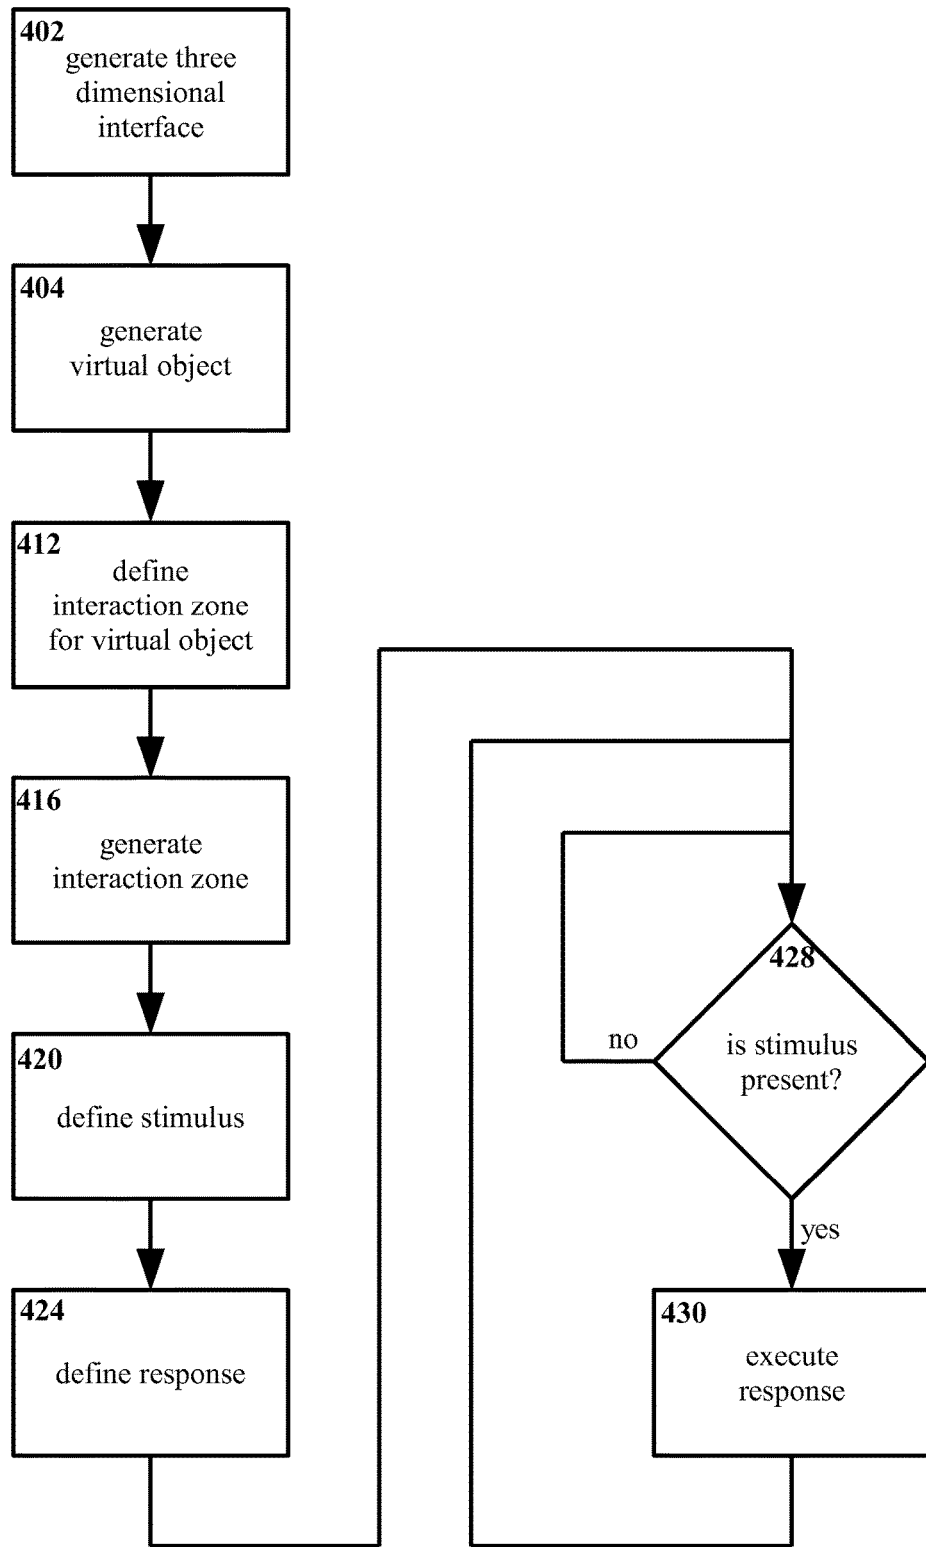 402
generate three
dimensional
interface
404
generate
virtual object
412
define
interaction zone
for virtual object
416
generate
interaction zone
420
define stimulus
424
define response
428
no
is stimulus
present?
yes
430
execute
response